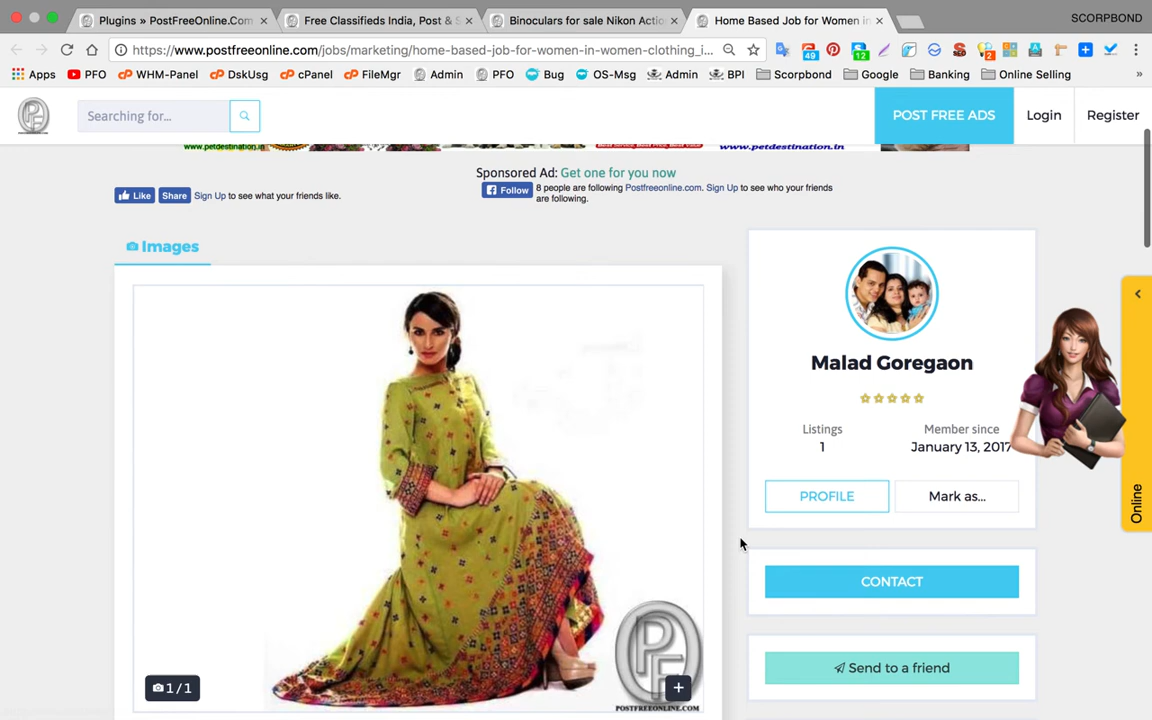 Plugins » PostFreeOnline.Com
Free Classifieds India, Post & S
Binoculars for sale Nikon Actio
Home Based Job for Women in
SCORPBOND
https://www.postfreeonline.com/jobs/marketing/home-based-job-for-women-in-women-clothing_i...
49
12
2
Apps
PFO
WHM-Panel
DskUsg
cPanel
FileMgr
Admin
PFO
Bug
OS-Msg
Admin
BPI
Scorpbond
Google
Banking
Online Selling
»
Searching for...
POST FREE ADS
Login
Register
www.petdestination.in
www.petdestination.in
Sponsored Ad: Get one for you now
Like
Share
Sign Up to see what your friends like.
Follow
8 people are following Postfreeonline.com. Sign Up to see who your friends
are following.
Images
Malad Goregaon
Listings
1
Member since
January 13, 2017
PROFILE
Mark as...
CONTACT
Send to a friend
Online
1 / 1
+
POSTFREEONLINE.COM